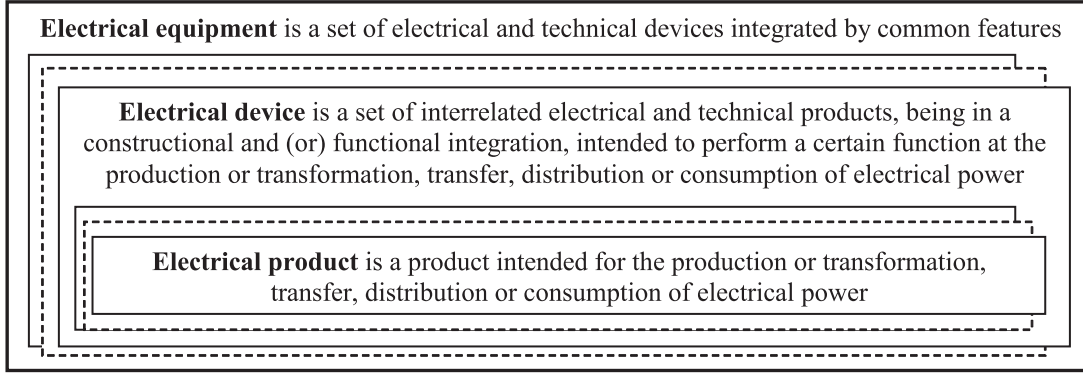 Electrical equipment is a set of electrical and technical devices integrated by common features
Electrical device is a set of interrelated electrical and technical products, being in a
constructional and (or) functional integration, intended to perform a certain function at the
production or transformation, transfer, distribution or consumption of electrical power
Electrical product is a product intended for the production or transformation,
transfer, distribution or consumption of electrical power